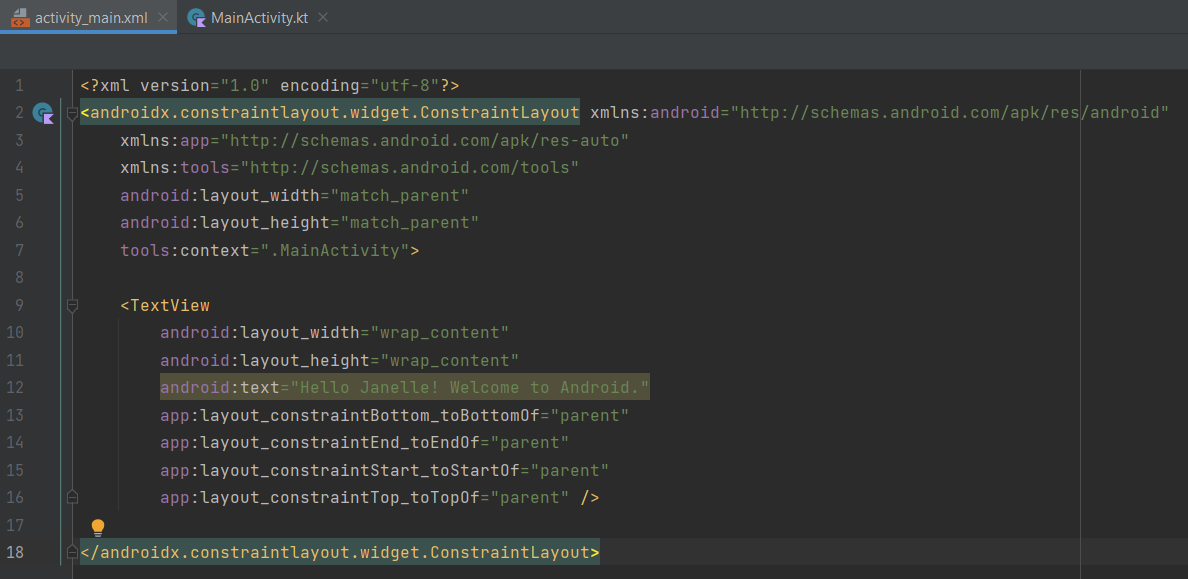 activity_main.xml MainActivity.kt
1 <?xml version="1.0" encoding="utf-8"?>
2 <androidx.constraintlayout.widget.ConstraintLayout xmlns:android="http://schemas.android.com/apk/res/android"
3 xmlns:app="http://schemas.android.com/apk/res-auto"
4 xmlns:tools="http://schemas.android.com/tools"
5 android:layout_width="match_parent"
6 android:layout_height="match_parent"
7 tools:context=".MainActivity">
8
9 <TextView
10 android:layout_width="wrap_content"
11 android:layout_height="wrap_content"
12 android:text="Hello Janelle! Welcome to Android."
13 app:layout_constraintBottom_toBottomOf="parent"
14 app:layout_constraintEnd_toEndOf="parent"
15 app:layout_constraintStart_toStartOf="parent"
16 app:layout_constraintTop_toTopOf="parent" />
17
18 </androidx.constraintlayout.widget.ConstraintLayout>